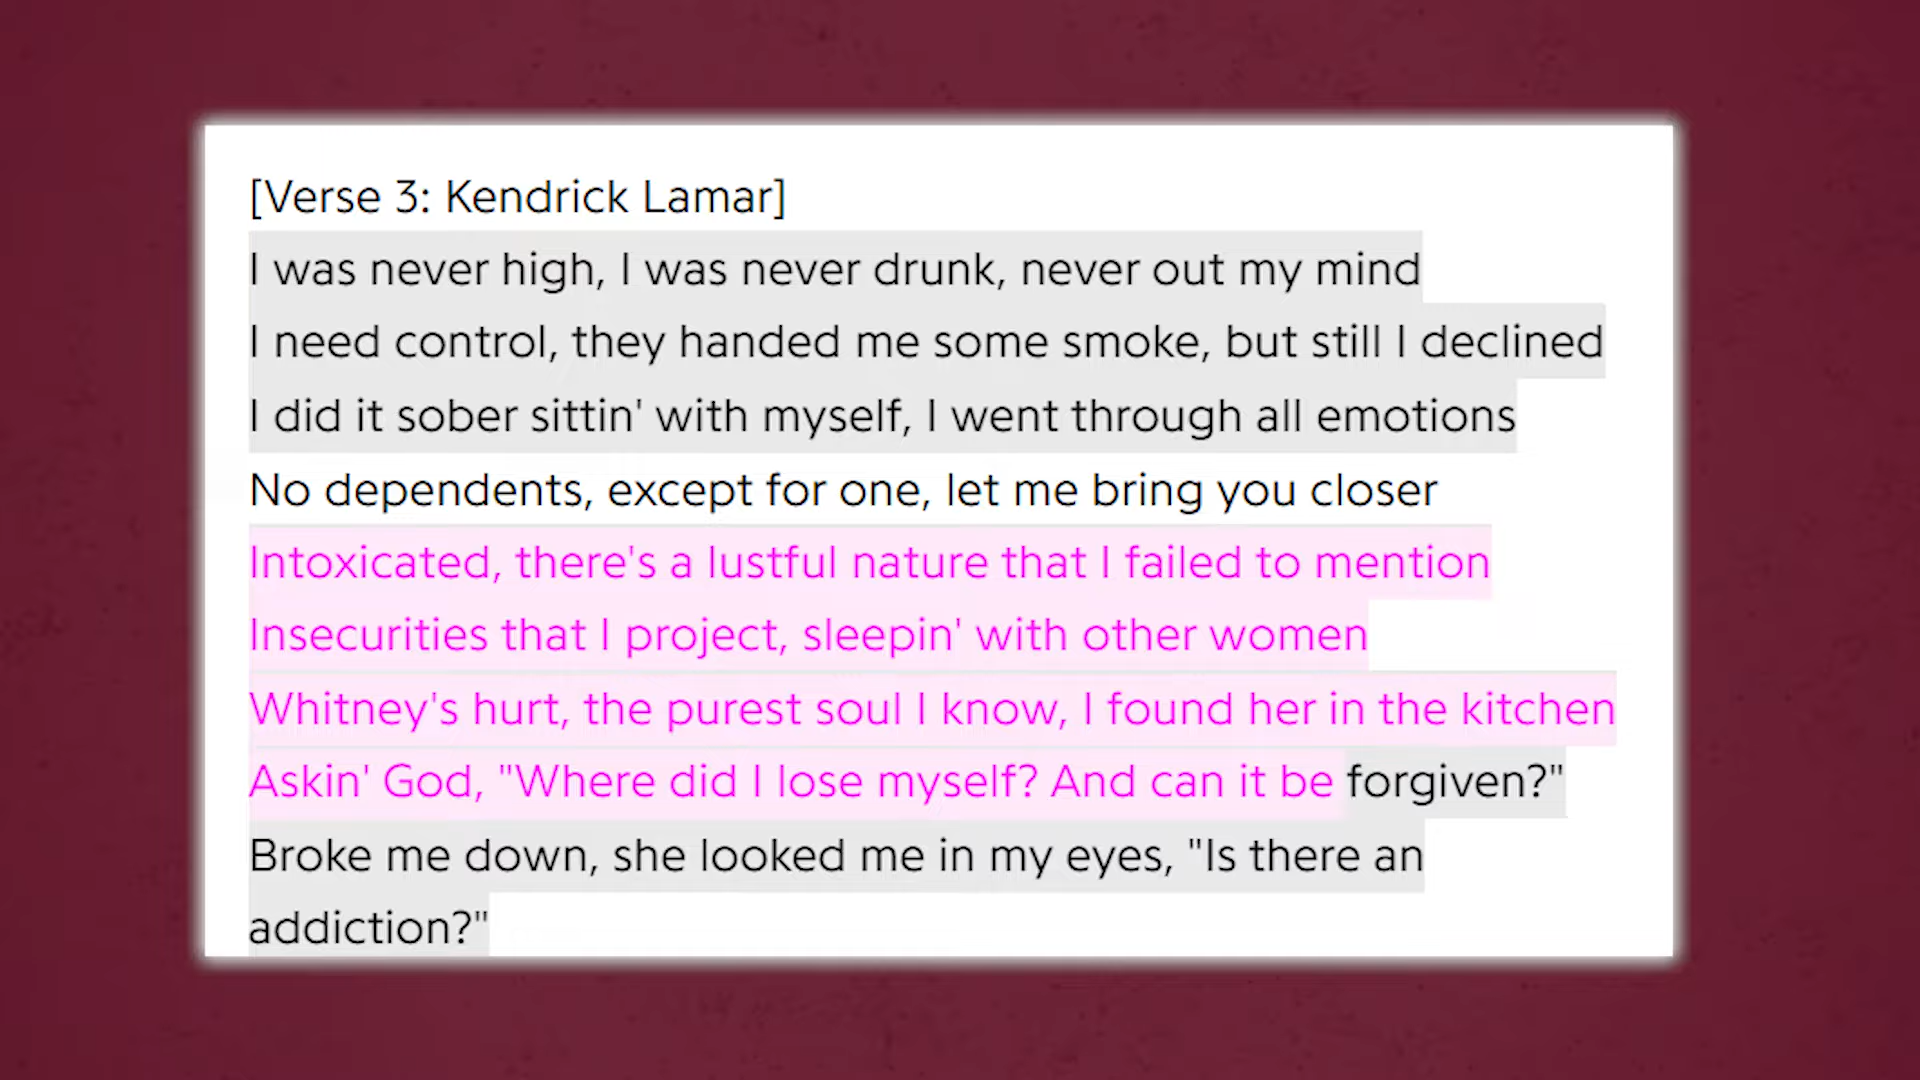 [Verse 3: Kendrick Lamar]
I was never high, I was never drunk, never out my mind
I need control, they handed me some smoke, but still I declined
I did it sober sittin' with myself, I went through all emotions
No dependents, except for one, let me bring you closer
Intoxicated, there's a lustful nature that I failed to mention
Insecurities that I project, sleepin' with other women
Whitney's hurt, the purest soul I know, I found her in the kitchen
Askin' God, "Where did I lose myself? And can it be forgiven?"
Broke me down, she looked me in my eyes, "Is there an
addiction?"